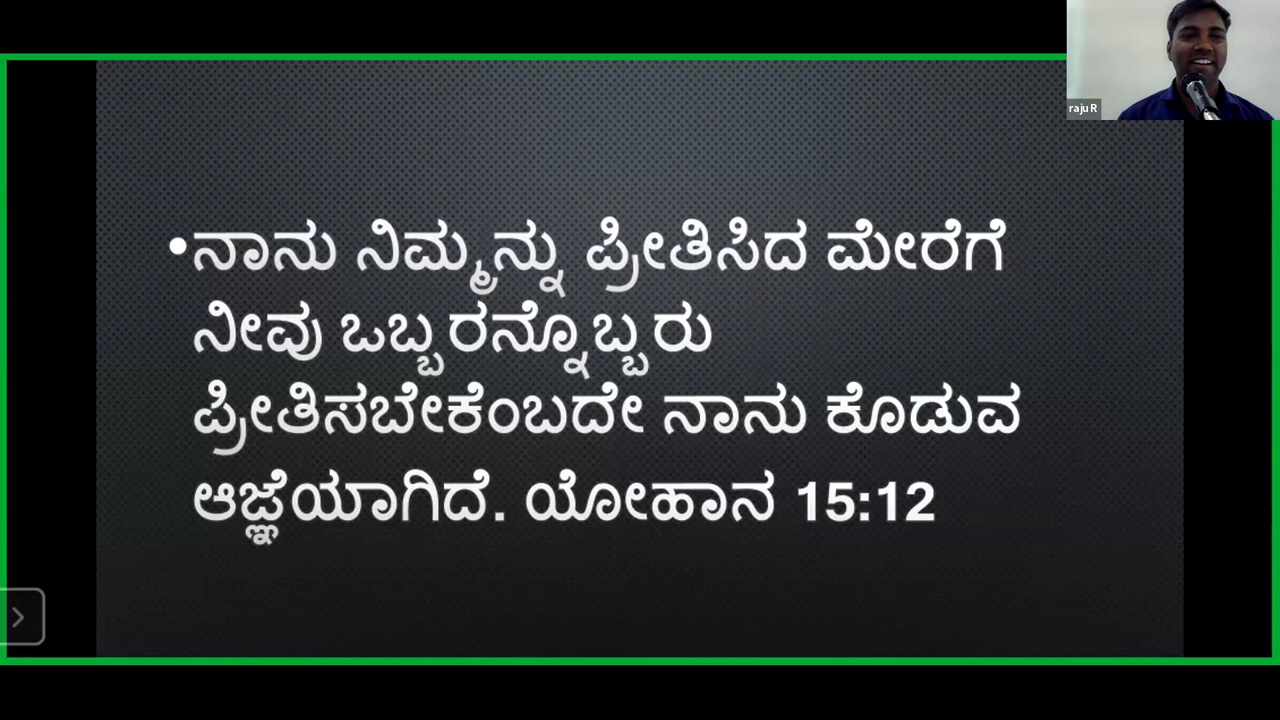 raju R
•ನಾನು ನಿಮ್ಮನ್ನು ಪ್ರೀತಿಸಿದ ಮೇರೆಗೆ
ನೀವು ಒಬ್ಬರನ್ನೊಬ್ಬರು
ಪ್ರೀತಿಸಬೇಕೆಂಬದೇ ನಾನು ಕೊಡುವ
ಆಜ್ಞೆಯಾಗಿದೆ. ಯೋಹಾನ 15:12